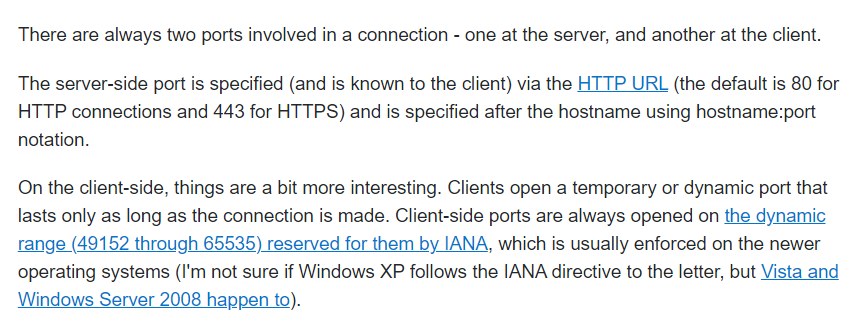 There are always two ports involved in a connection - one at the server, and another at the client.
The server-side port is specified (and is known to the client) via the HTTP URL (the default is 80 for
HTTP connections and 443 for HTTPS) and is specified after the hostname using hostname:port
notation.
On the client-side, things are a bit more interesting. Clients open a temporary or dynamic port that
lasts only as long as the connection is made. Client-side ports are always opened on the dynamic
range (49152 through 65535) reserved for them by IANA, which is usually enforced on the newer
operating systems (I'm not sure if Windows XP follows the IANA directive to the letter, but Vista and
Windows Server 2008 happen to).